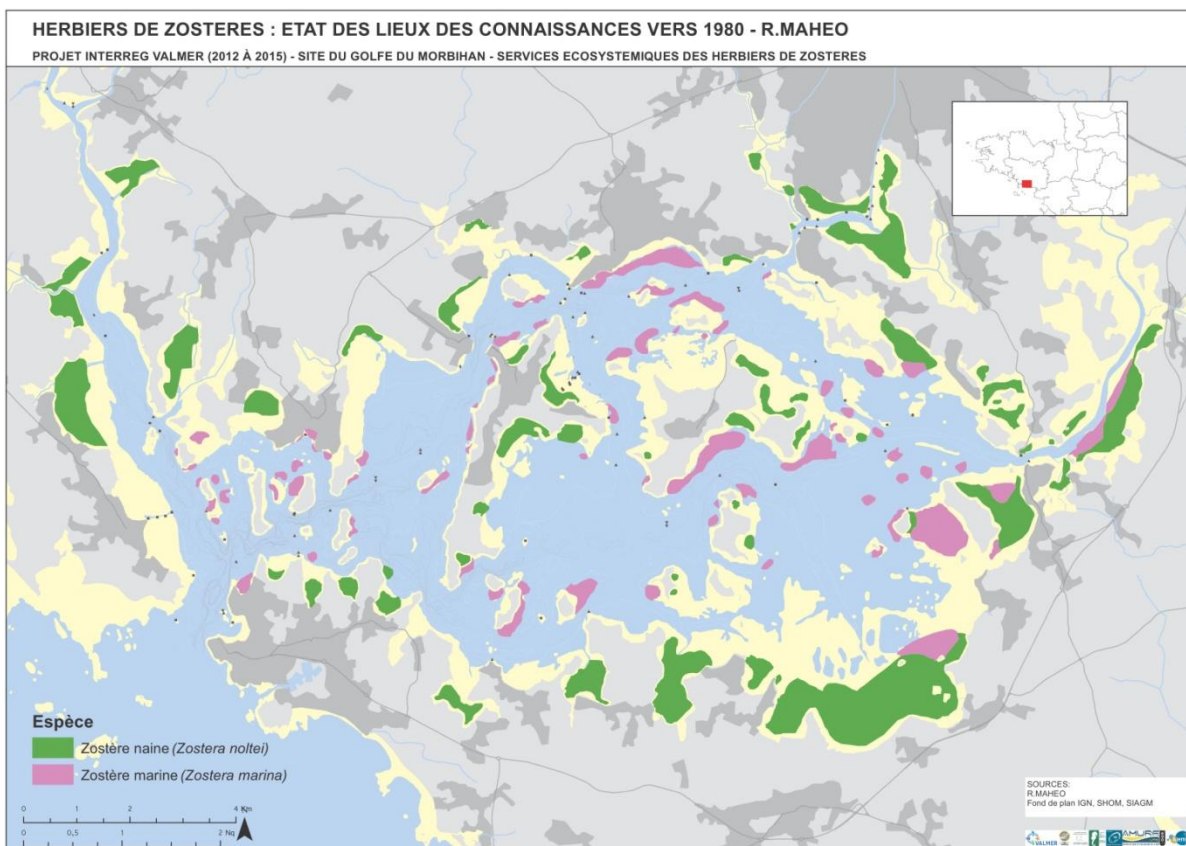 HERBIERS DE ZOSTERES : ETAT DES LIEUX DES CONNAISSANCES VERS 1980 - R.MAHEO
PROJET INTERREG VALMER (2012 À 2015) - SITE DU GOLFE DU MORBIHAN - SERVICES ECOSYSTEMIQUES DES HERBIERS DE ZOSTERES
Espèce
Zostère naine (Zostera noltei)
Zostère marine (Zostera marina)
0 1 2 4 Km
0 0,5 1 2 Nq
SOURCES:
R.MAHEO
Fond de plan IGN, SHOM, SIAGM
VALMER
AMURE